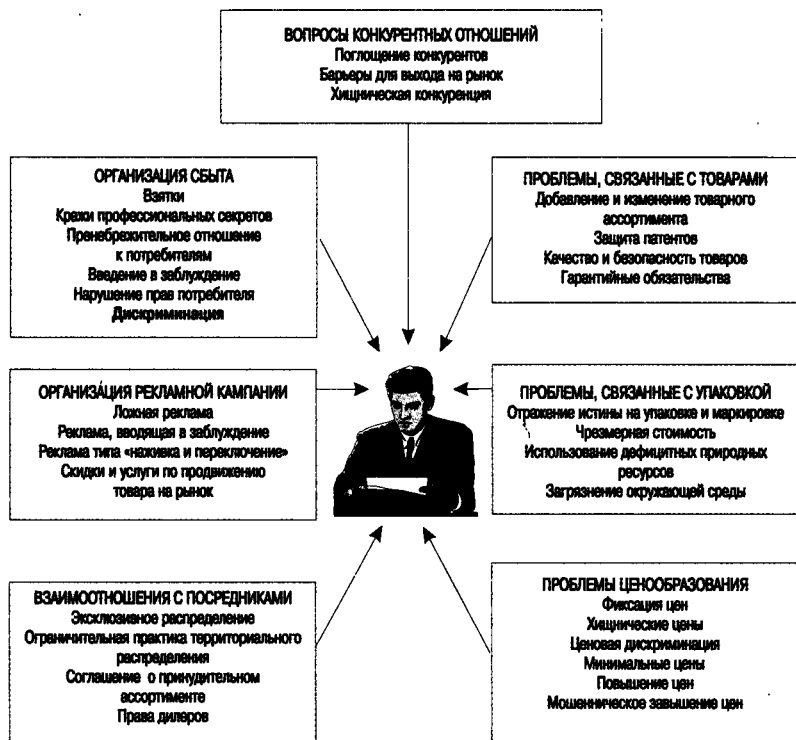 ВОПРОСЫ КОНКУРЕНТНЫХ ОТНОШЕНИЙ
Поглощение конкурентов
Барьеры для выхода на рынок
Хищническая конкуренция
ОРГАНИЗАЦИЯ СБЫТА
Взятки
Кражи профессиональных секретов
Пренебрежительное отношение
к потребителям
Введение в заблуждение
Нарушение прав потребителя
Дискриминация
ПРОБЛЕМЫ, СВЯЗАННЫЕ С ТОВАРАМИ
Добавление и изменение товарного
ассортимента
Защита патентов
Качество и безопасность товаров
Гарантийные обязательства
ОРГАНИЗАЦИЯ РЕКЛАМНОЙ КАМПАНИИ
Ложная реклама
Реклама, вводящая в заблуждение
Реклама типа «наживка и переключение»
Скидки и услуги по продвижению
товара на рынок
ПРОБЛЕМЫ, СВЯЗАННЫЕ С УПАКОВКОЙ
Отражение истины на упаковке и маркировке
Чрезмерная стоимость
Использование дефицитных природных
ресурсов
Загрязнение окружающей среды
ВЗАИМООТНОШЕНИЯ С ПОСРЕДНИКАМИ
Эксклюзивное распределение
Ограничительная практика территориального
распределения
Соглашение о принудительном
ассортименте
Права дилеров
ПРОБЛЕМЫ ЦЕНООБРАЗОВАНИЯ
Фиксация цен
Хищнические цены
Ценовая дискриминация
Минимальные цены
Повышение цен
Мошенническое завышение цен